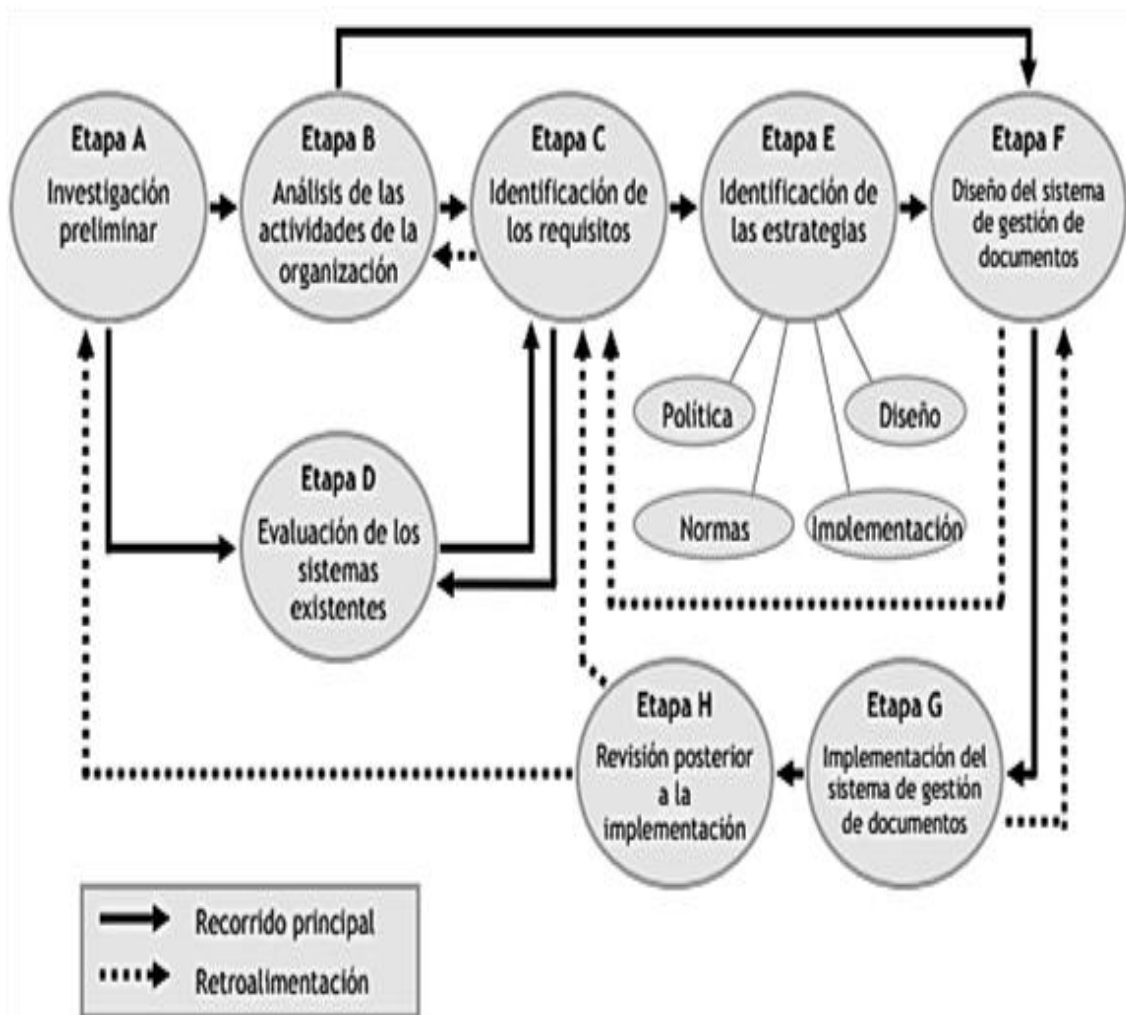 Etapa A
Investigación
preliminar
Etapa B
Análisis de las
actividades de la
organización
Etapa C
Identificación de
los requisitos
Etapa E
Identificación de
las estrategias
Etapa F
Diseño del sistema
de gestión de
documentos
Política
Diseño
Normas
Imolementación
Etapa D
Evaluación de los
sistemas
existentes
Etapa H
Revisión posterior
a la
implementación
Etapa G
Implementación del
sistema de gestión
de documentos
Recorrido principal
Retroalimentación